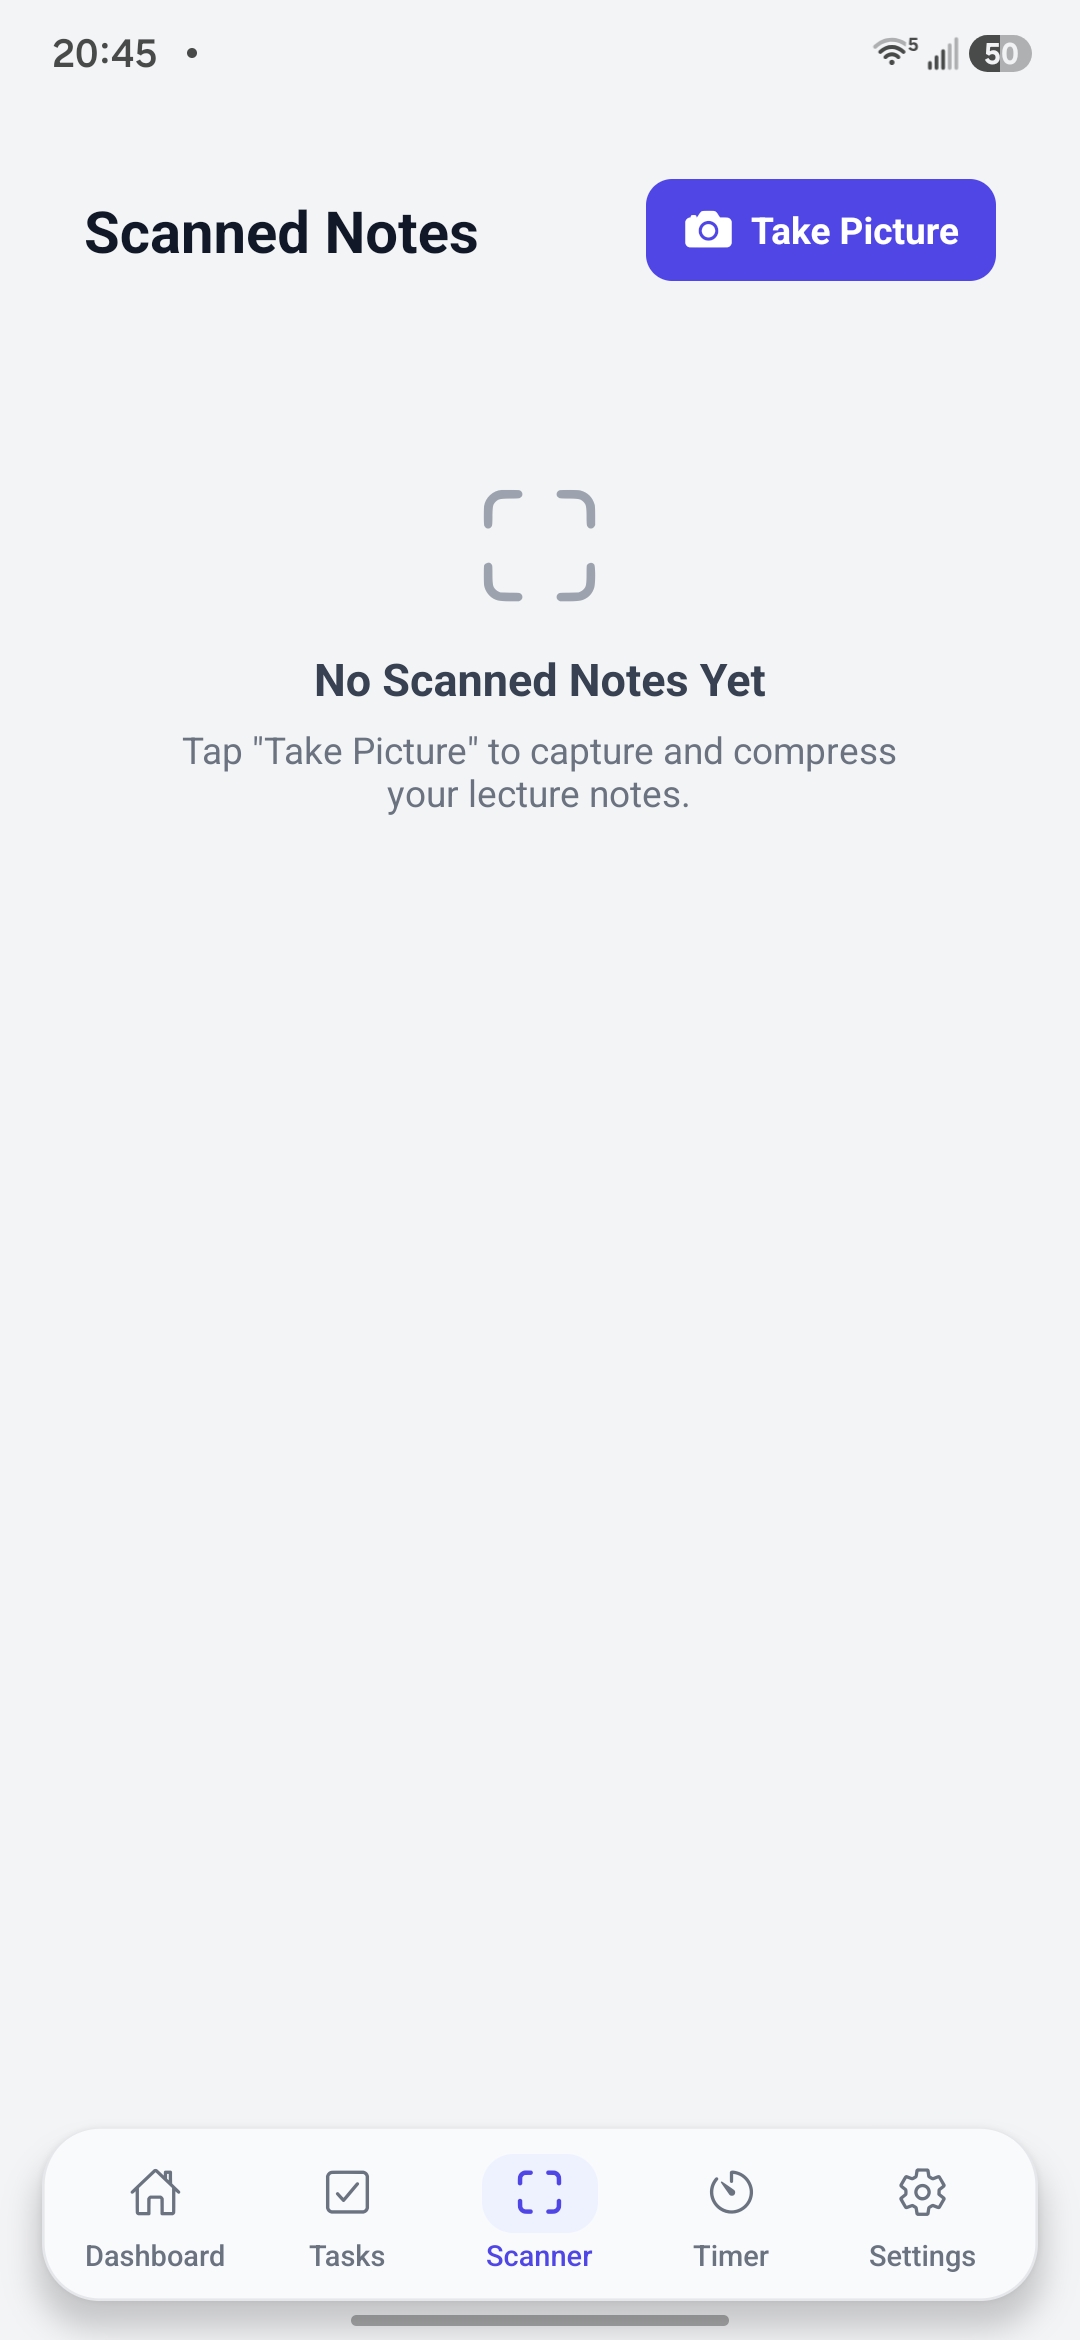 20:45
5
50
Scanned Notes
Take Picture
No Scanned Notes Yet
Tap "Take Picture" to capture and compress
your lecture notes.
Dashboard
Tasks
Scanner
Timer
Settings